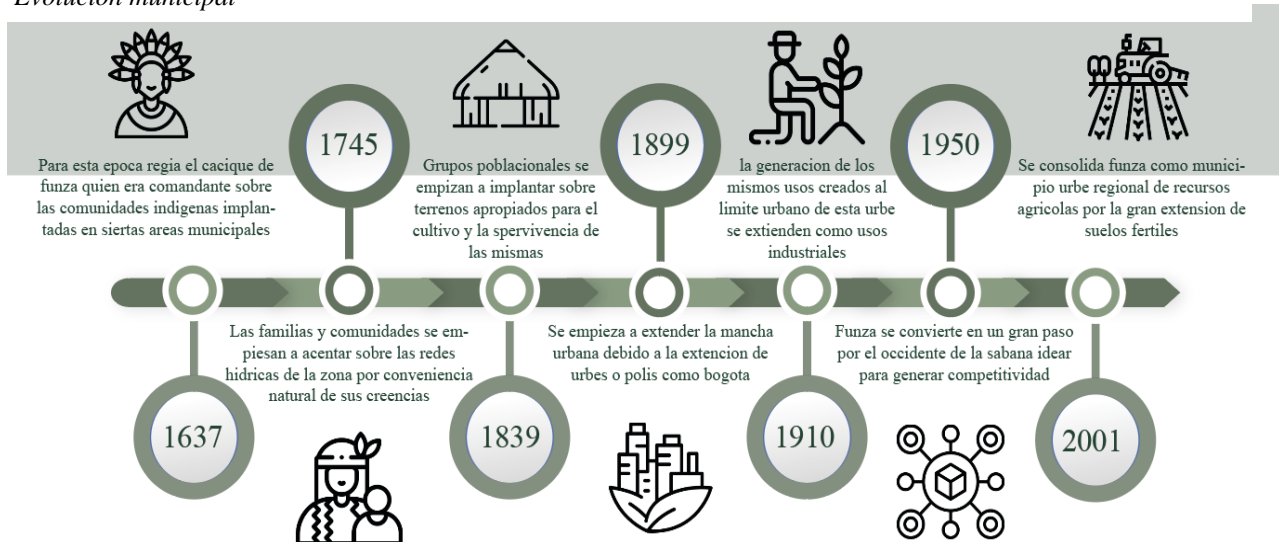 Evolución municipal
Para esta epoca regia el cacique de
funza quien era comandante sobre
las comunidades indigenas implan-
tadas en siertas areas municipales
1637
1745
Las familias y comunidades se em-
piesan a acentar sobre las redes
hidricas de la zona por conveniencia
natural de sus creencias
Grupos poblacionales se
empizan a implantar sobre
terrenos apropiados para el
cultivo y la spervivencia de
las mismas
1839
1899
Se empieza a extender la mancha
urbana debido a la extencion de
urbes o polis como bogota
la generacion de los
mismos usos creados al
limite urbano de esta urbe
se extienden como usos
industriales
1910
1950
Funza se convierte en un gran paso
por el occidente de la sabana idear
para generar competitividad
Se consolida funza como munici-
pio urbe regional de recursos
agricolas por la gran extension de
suelos fertiles
2001